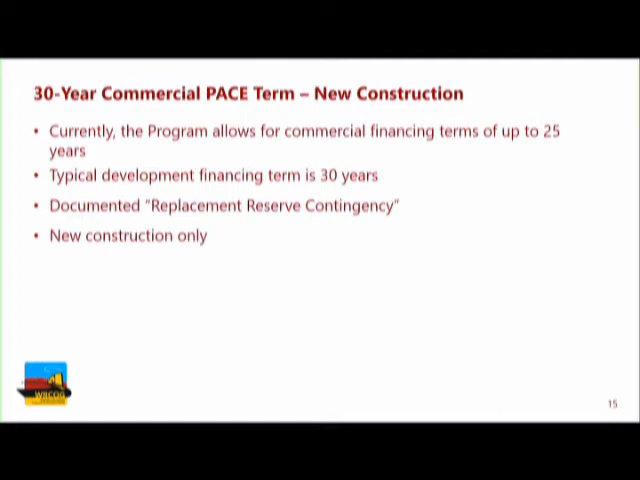 30-Year Commercial PACE Term – New Construction
• Currently, the Program allows for commercial financing terms of up to 25
years
• Typical development financing term is 30 years
• Documented "Replacement Reserve Contingency"
• New construction only
WRCOG
15